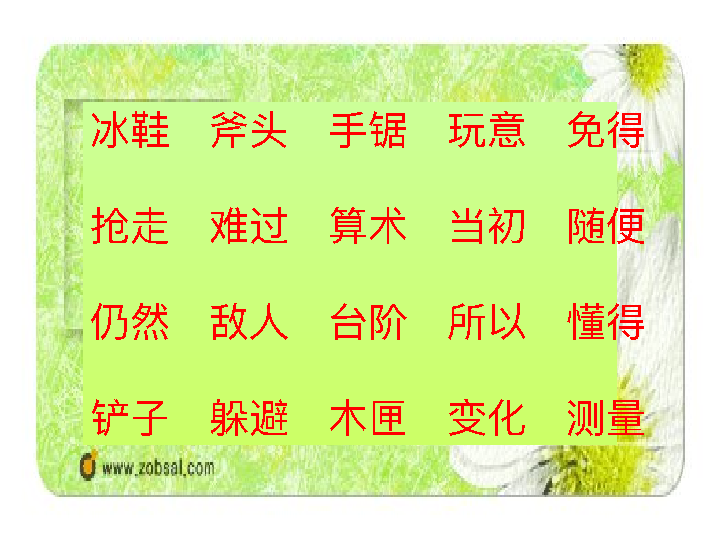 冰鞋 斧头 手锯 玩意 免得
抢走 难过 算术 当初 随便
仍然 敌人 台阶 所以 懂得
铲子 躲避 木匣 变化 测量
www.zobsai.com